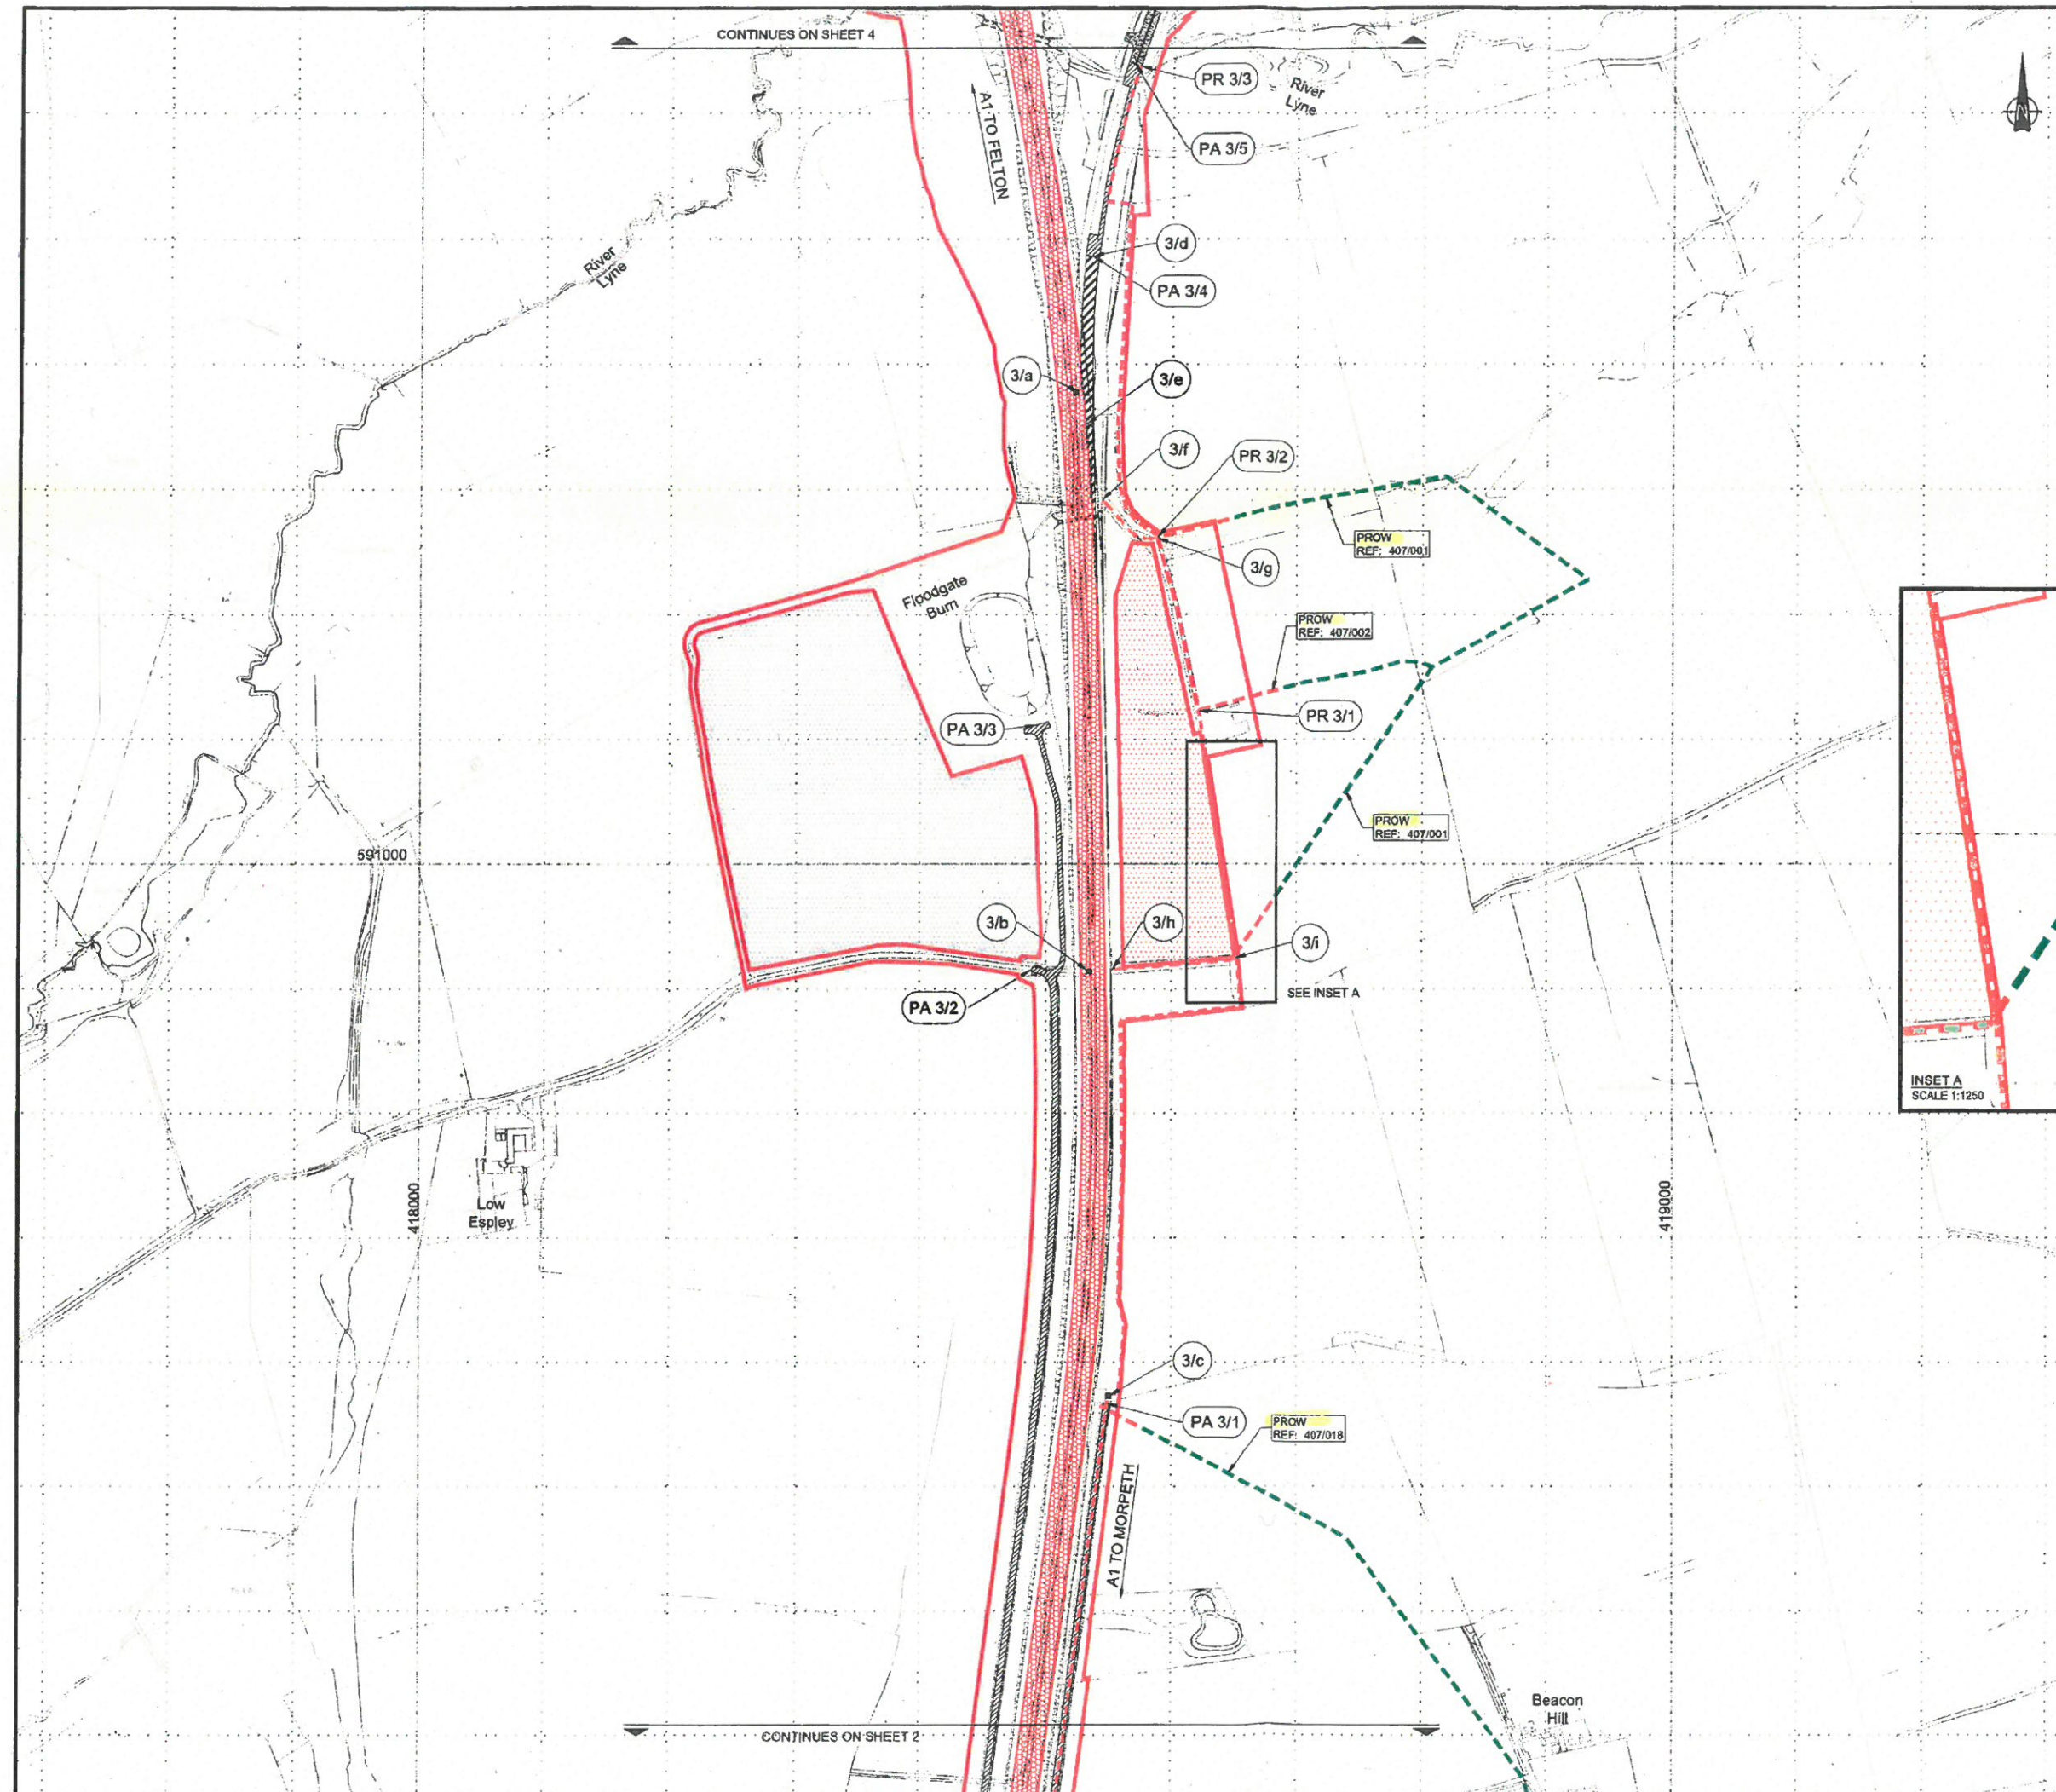 CONTINUES ON SHEET 4
PR 3/3
River
Lyne
N
A1 TO FELTON
PA 3/5
3/d
River
Lyne
PA 3/4
3/a
3/e
3/f
PR 3/2
PROW
REF: 407/001
3/g
Floodgate
Burn
PROW
REF: 407/002
PR 3/1
PA 3/3
PROW
REF: 407/001
591000
3/b
3/h
3/i
SEE INSET A
PA 3/2
INSET A
SCALE 1:1250
418000
Low
Espley
419000
3/c
PA 3/1
PROW
REF: 407/018
A1 TO MORPETH
Beacon
Hill
CONTINUES ON SHEET 2